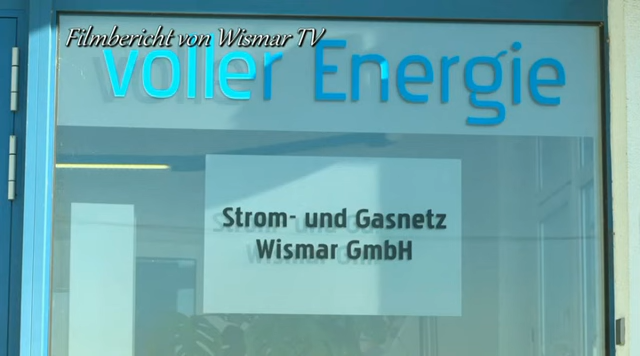 Filmbericht von Wismar TV
voller Energie
Strom- und Gasnetz
Wismar GmbH